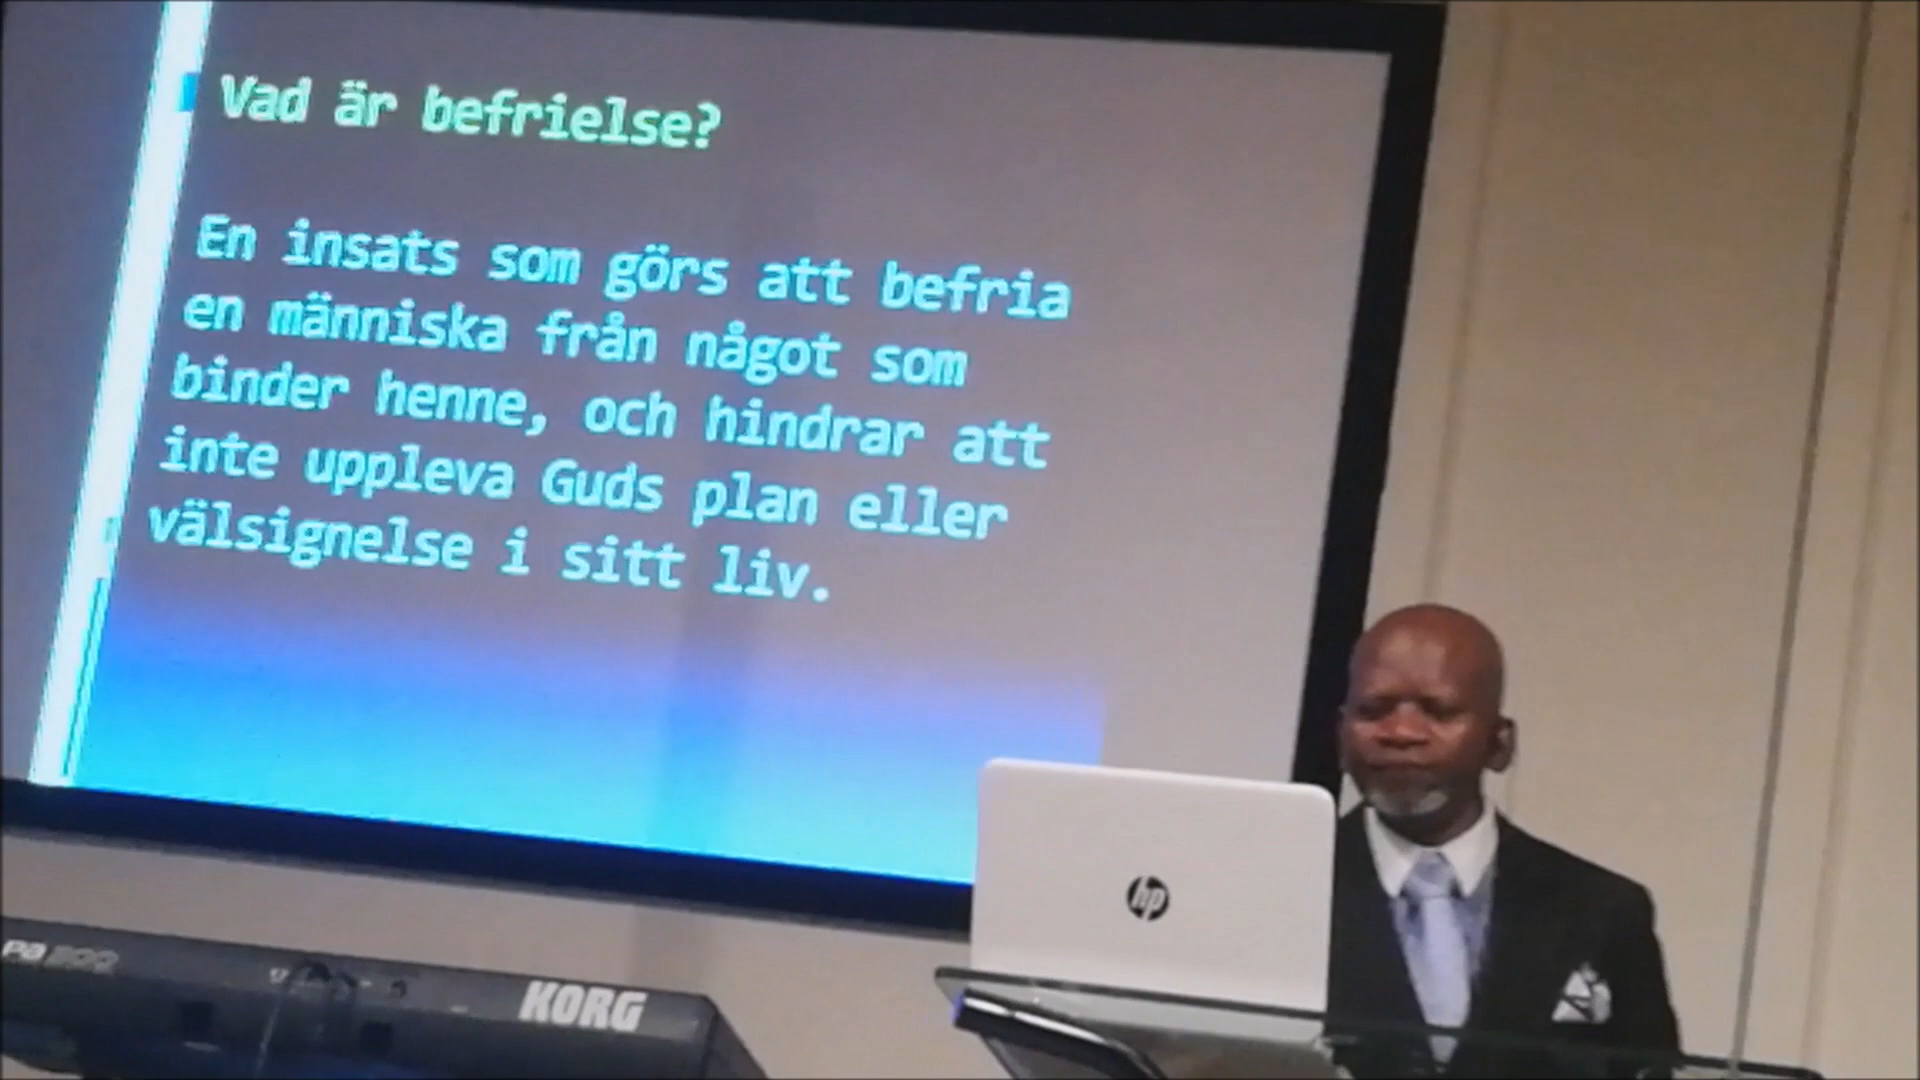 Vad är befrielse?
En insats som görs att befria
en människa från något som
binder henne, och hindrar att
inte uppleva Guds plan eller
välsignelse i sitt liv.
hp
KORG